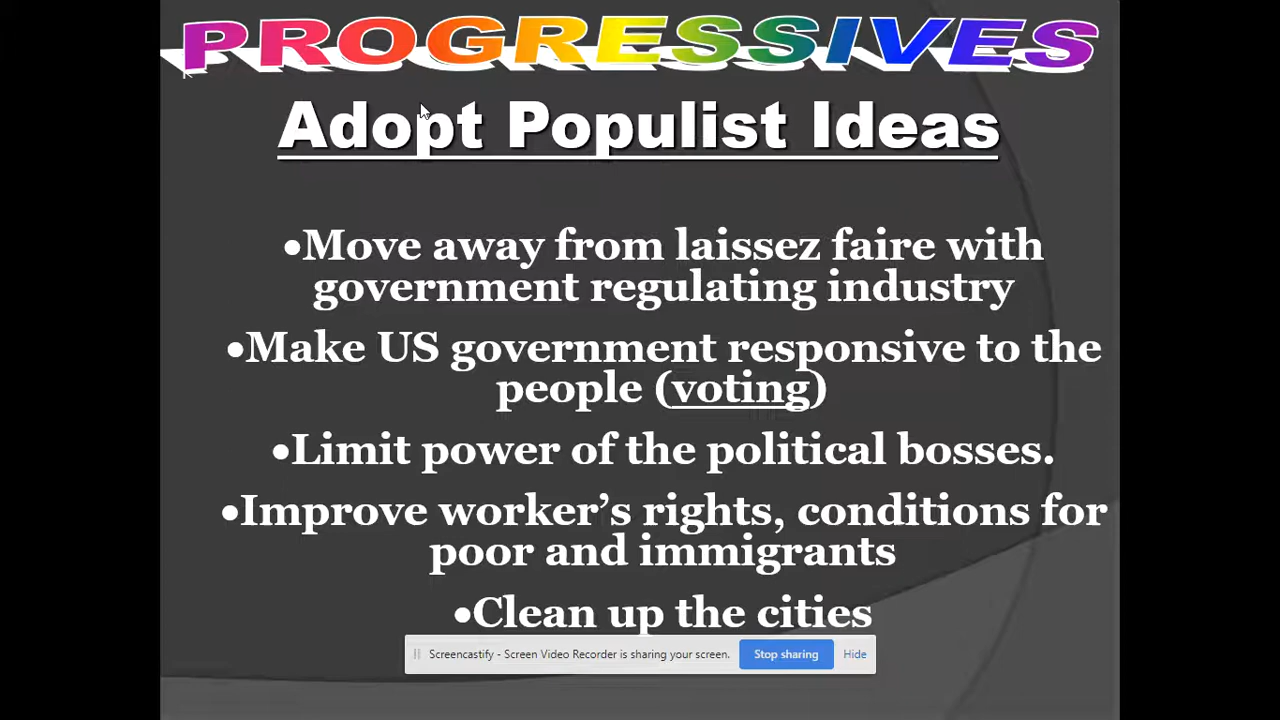 PROGRESSIVES
Adopt Populist Ideas
•Move away from laissez faire with
government regulating industry
•Make US government responsive to the
people (voting)
•Limit power of the political bosses.
•Improve worker’s rights, conditions for
poor and immigrants
•Clean up the cities
Screencastify - Screen Video Recorder is sharing your screen. Stop sharing Hide